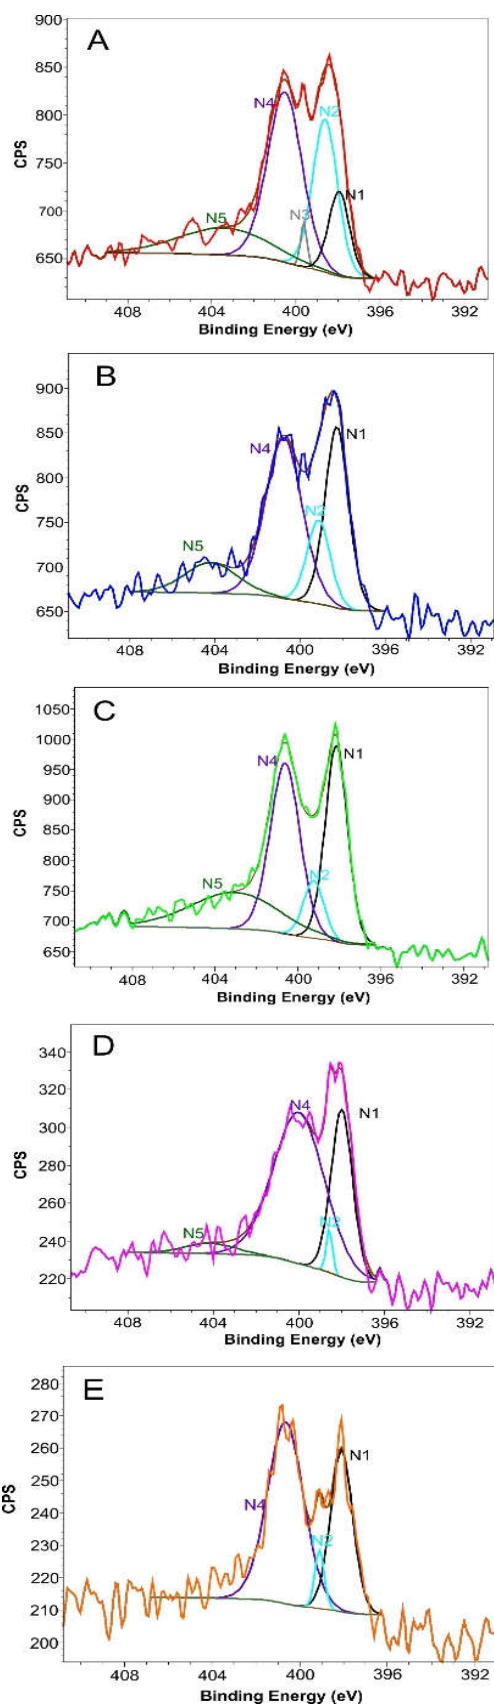 A
900
850
800
750
700
650
CPS
N4
N2
N1
N3
N5
408 404 400 396 392
Binding Energy (eV)
B
900
850
800
750
700
650
CPS
N1
N4
N2
N5
408 404 400 396 392
Binding Energy (eV)
C
1050
1000
950
900
850
800
750
700
650
CPS
N1
N4
N2
N5
408 404 400 396 392
Binding Energy (eV)
D
340
320
300
280
260
240
220
CPS
N4
N1
N2
N5
408 404 400 396 392
Binding Energy (eV)
E
280
270
260
250
240
230
220
210
200
CPS
N1
N4
N2
408 404 400 396 392
Binding Energy (eV)